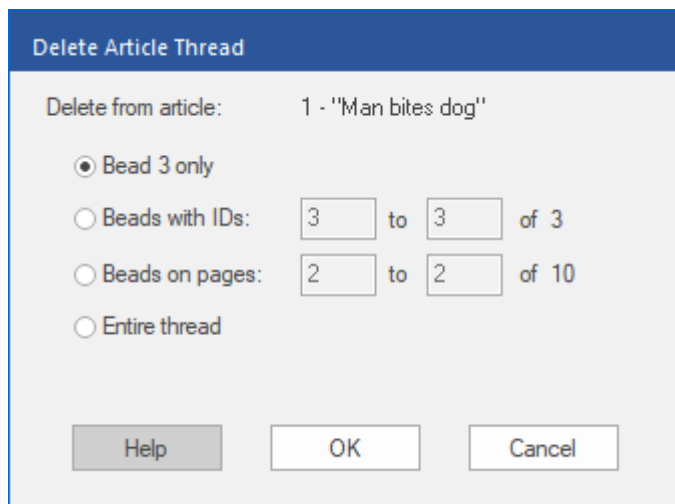 Delete Article Thread
Delete from article: 1 - "Man bites dog"
Bead 3 only
Beads with IDs: 3 to 3 of 3
Beads on pages: 2 to 2 of 10
Entire thread
Help OK Cancel